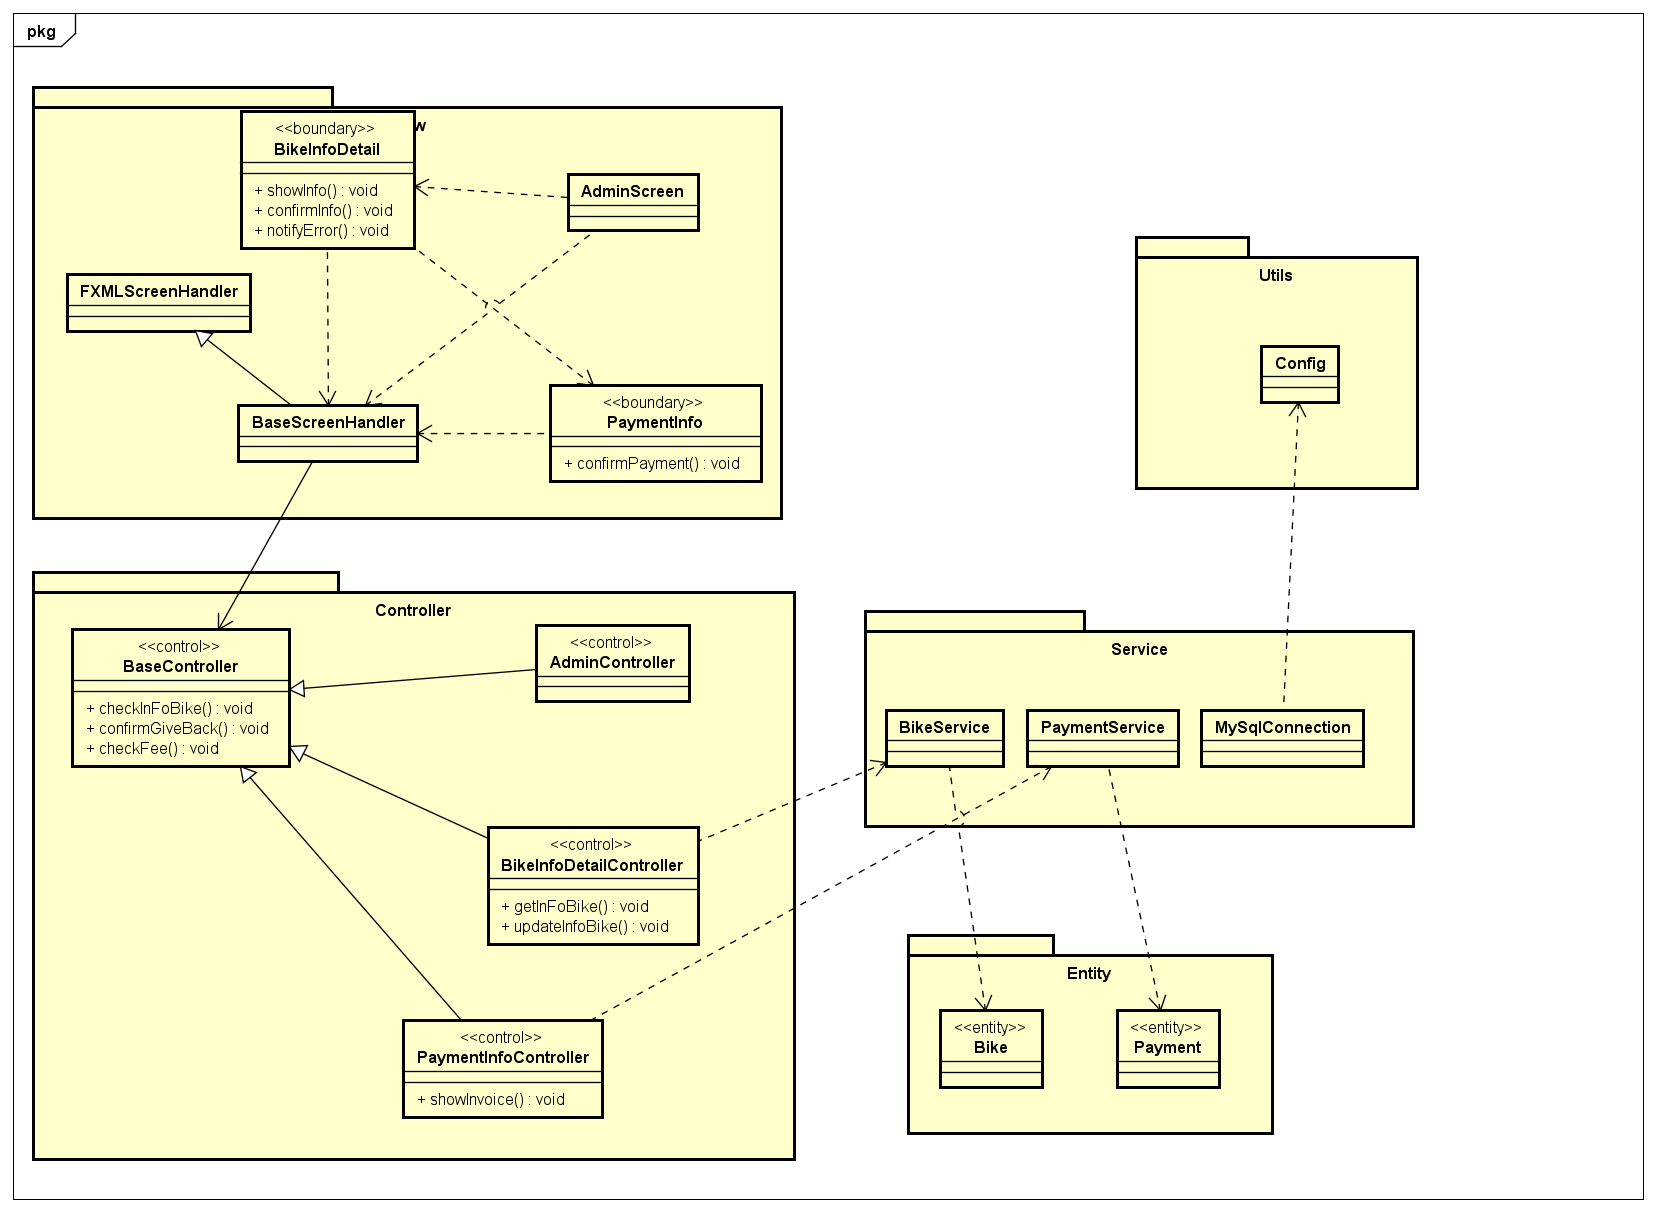 pkg
w
<<boundary>>
BikeInfoDetail
+ showInfo() : void
+ confirmInfo() : void
+ notifyError() : void
AdminScreen
FXMLScreenHandler
BaseScreenHandler
<<boundary>>
PaymentInfo
+ confirmPayment() : void
Utils
Config
Controller
<<control>>
BaseController
+ checkInFoBike() : void
+ confirmGiveBack() : void
+ checkFee() : void
<<control>>
AdminController
<<control>>
BikeInfoDetailController
+ getInFoBike() : void
+ updateInfoBike() : void
<<control>>
PaymentInfoController
+ showInvoice() : void
Service
BikeService
PaymentService
MySqlConnection
Entity
<<entity>>
Bike
<<entity>>
Payment